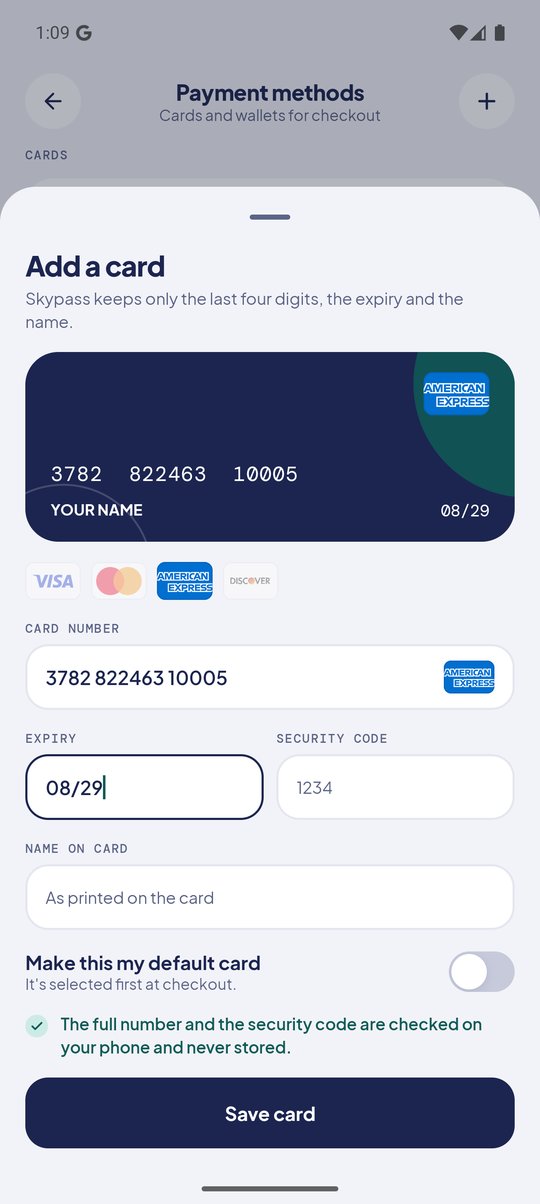 1:09 G
Payment methods
Cards and wallets for checkout
CARDS
Add a card
Skypass keeps only the last four digits, the expiry and the
name.
AMERICAN
EXPRESS
3782 822463 10005
YOUR NAME 08/29
VISA AMERICAN EXPRESS DISCOVER
CARD NUMBER
3782 822463 10005 AMERICAN EXPRESS
EXPIRY SECURITY CODE
08/29 1234
NAME ON CARD
As printed on the card
Make this my default card
It's selected first at checkout.
The full number and the security code are checked on
your phone and never stored.
Save card